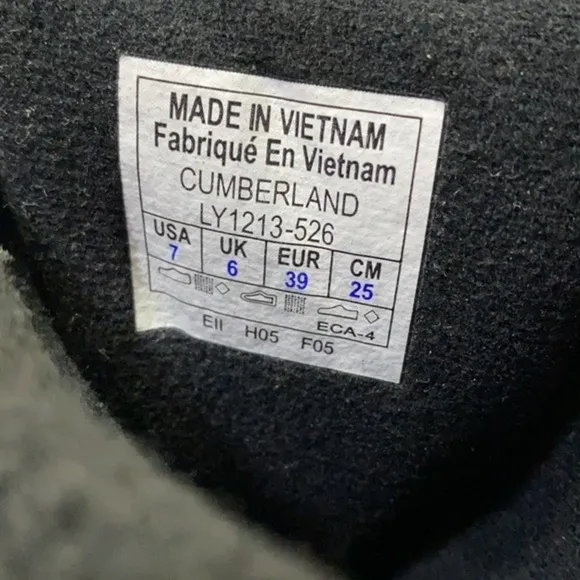 MADE IN VIETNAM
Fabriqué En Vietnam
CUMBERLAND
LY1213-526
USA UK EUR CM
7 6 39 25
ECA-4
EII H05 F05